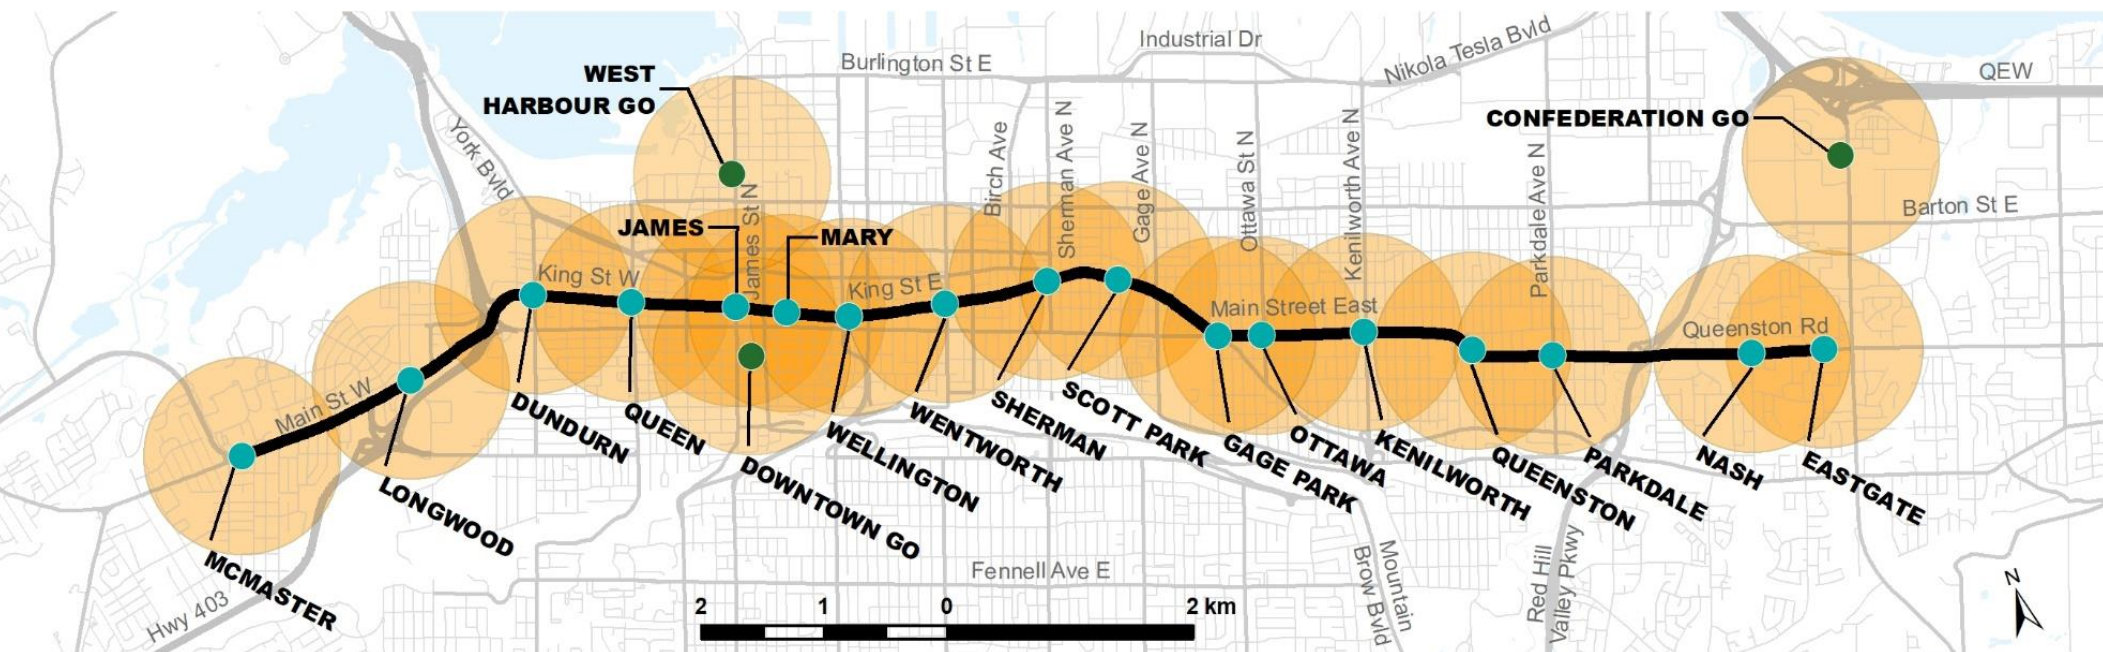 Industrial Dr
Nikola Tesla Bvld
Burlington St E
QEW
WEST
HARBOUR GO
CONFEDERATION GO
York Bvld
Birch Ave
Sherman Ave N
Gage Ave N
Ottawa St N
Kenilworth Ave N
Parkdale Ave N
James St N
Barton St E
JAMES
MARY
King St W
King St E
Main Street East
Queenston Rd
Main St W
DUNDURN
QUEEN
DOWNTOWN GO
WELLINGTON
WENTWORTH
SHERMAN
SCOTT PARK
GAGE PARK
OTTAWA
KENILWORTH
QUEENSTON
PARKDALE
NASH
EASTGATE
LONGWOOD
MCMASTER
Hwy 403
Fennell Ave E
Mountain
Brow Bvld
Red Hill
Valley Pkwy
N
2 1 0 2 km